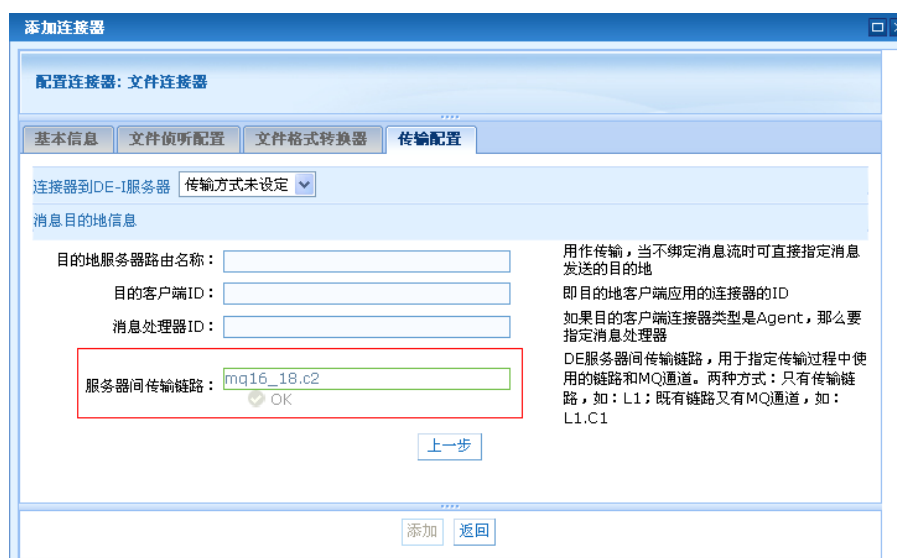 添加连接器
配置连接器: 文件连接器
基本信息 文件侦听配置 文件格式转换器 传输配置
连接器到DE-I服务器 传输方式未设定
消息目的地信息
目的地服务器路由名称：
用作传输，当不绑定消息流时可直接指定消息
发送的目的地
目的客户端ID：
即目的地客户端应用的连接器的ID
消息处理器ID：
如果目的客户端连接器类型是Agent，那么要
指定消息处理器
服务器间传输链路： mq16_18.c2
OK
DE服务器间传输链路，用于指定传输过程中使
用的链路和MQ通道。两种方式：只有传输链
路，如：L1；既有链路又有MQ通道，如：
L1.C1
上一步
添加 返回